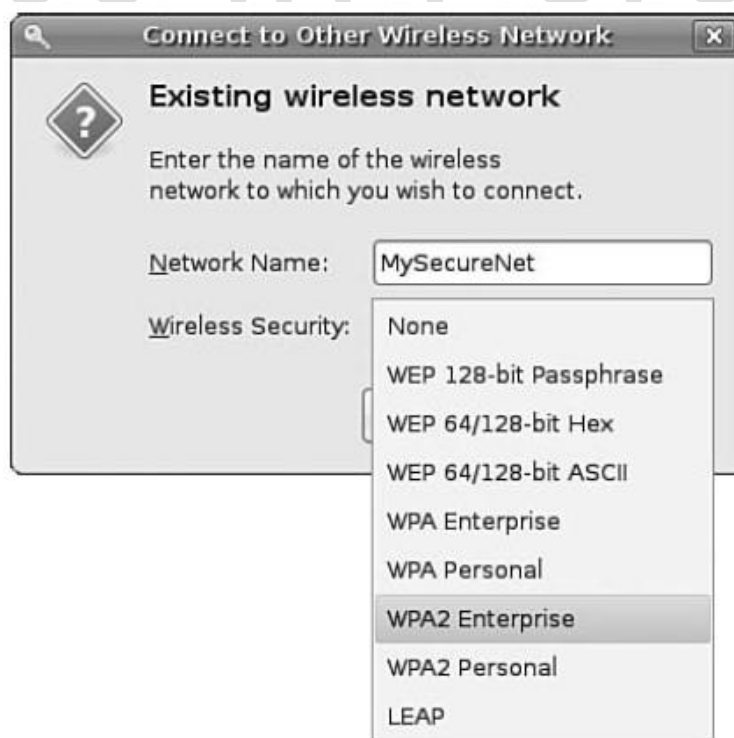 Connect to Other Wireless Network
Existing wireless network
Enter the name of the wireless
network to which you wish to connect.
Network Name: MySecureNet
Wireless Security:
None
WEP 128-bit Passphrase
WEP 64/128-bit Hex
WEP 64/128-bit ASCII
WPA Enterprise
WPA Personal
WPA2 Enterprise
WPA2 Personal
LEAP